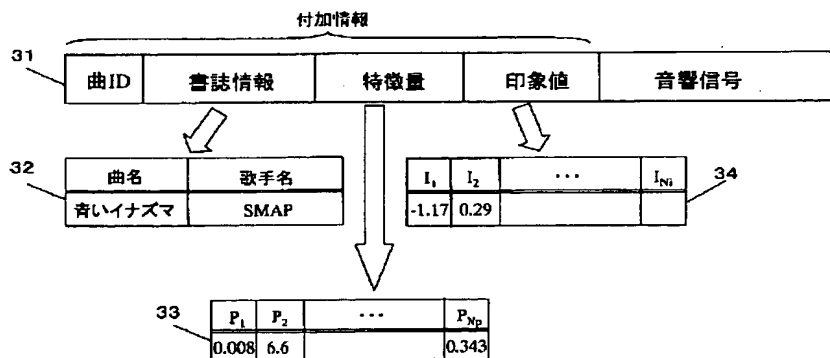 付加情報
31
曲ID 書誌情報 特徴量 印象値 音響信号
32
曲名 歌手名
青いイナズマ SMAP
I1 I2 ··· INi
-1.17 0.29
34
33
P1 P2 ··· PNp
0.008 6.6 0.343